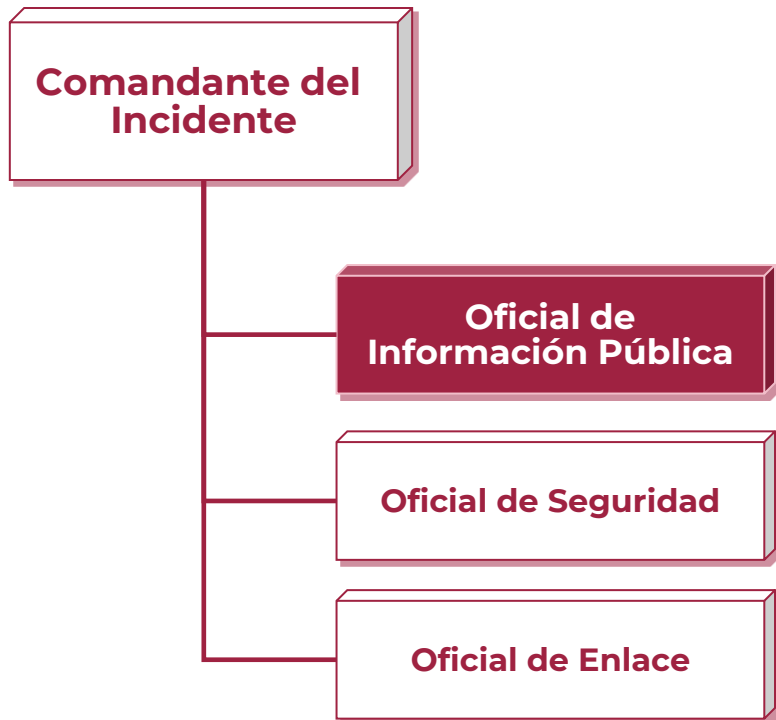 Comandante del
Incidente
Oficial de
Información Pública
Oficial de Seguridad
Oficial de Enlace